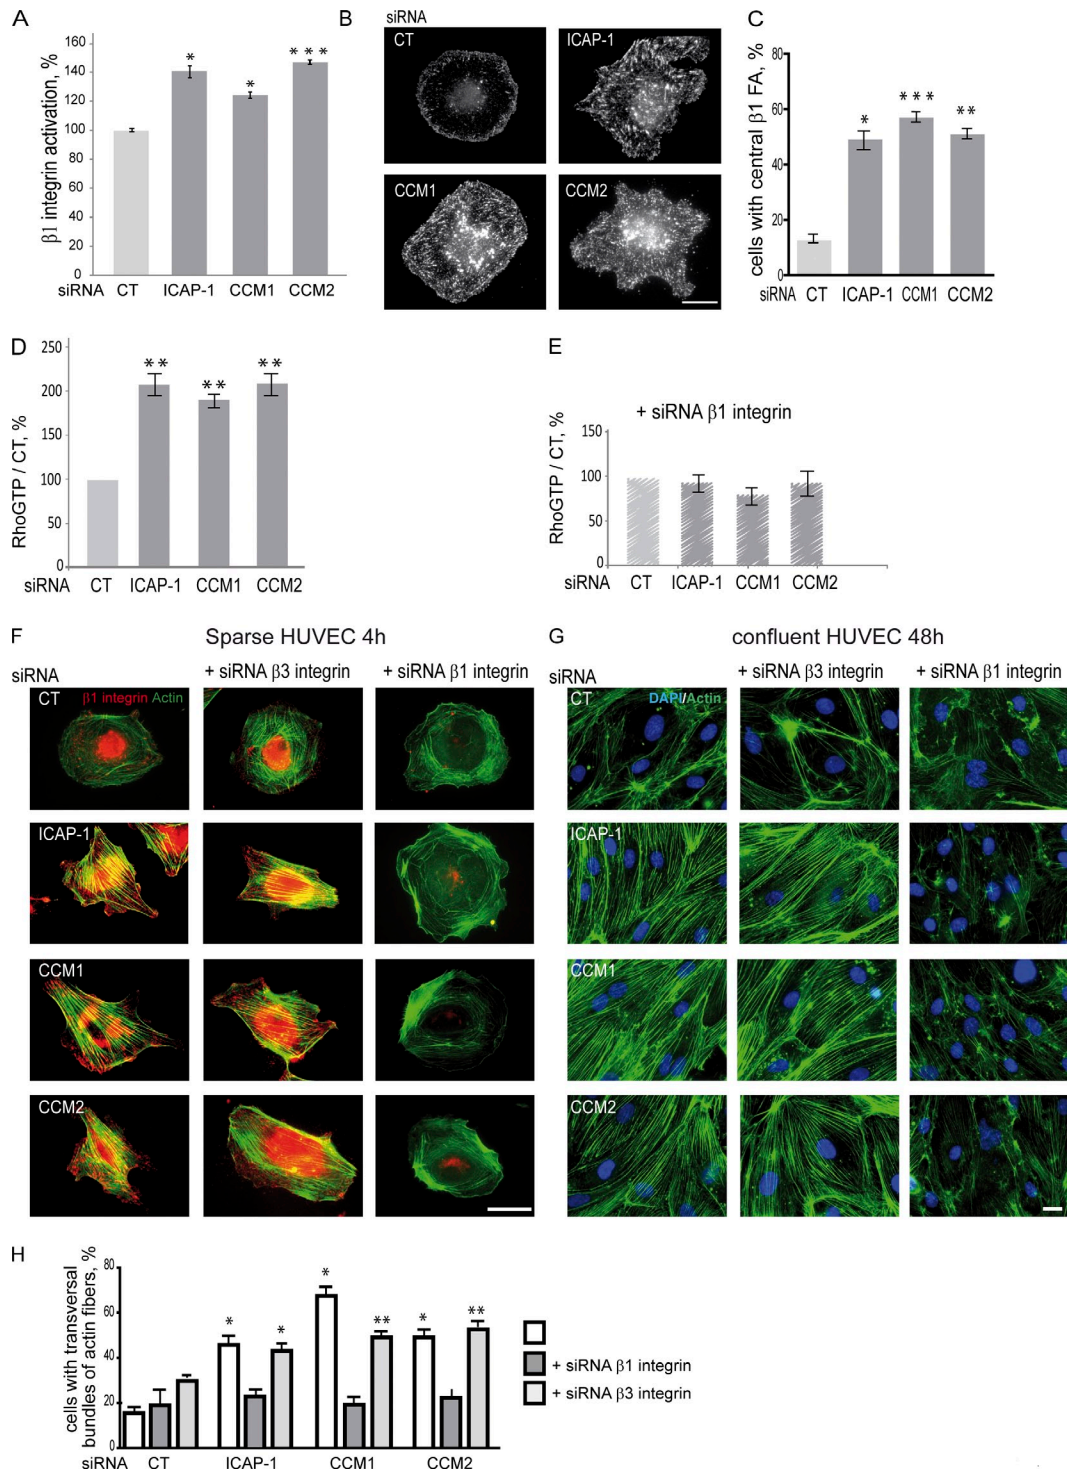 A
β1 integrin activation, %
160
140
120
100
80
60
40
20
0
* * ***
siRNA CT ICAP-1 CCM1 CCM2
B
siRNA
CT ICAP-1
CCM1 CCM2
C
cells with central β1 FA, %
80
60
40
20
0
* *** **
siRNA CT ICAP-1 CCM1 CCM2
D
RhoGTP / CT, %
250
200
150
100
50
0
** ** **
siRNA CT ICAP-1 CCM1 CCM2
E
+ siRNA β1 integrin
RhoGTP / CT, %
150
100
50
0
siRNA CT ICAP-1 CCM1 CCM2
F Sparse HUVEC 4h
siRNA + siRNA β3 integrin + siRNA β1 integrin
CT β1 integrin Actin
ICAP-1
CCM1
CCM2
G confluent HUVEC 48h
siRNA + siRNA β3 integrin + siRNA β1 integrin
CT DAPI/Actin
ICAP-1
CCM1
CCM2
H
cells with transversal
bundles of actin fibers, %
80
60
40
20
0
* * * ** * **
siRNA CT ICAP-1 CCM1 CCM2
+ siRNA β1 integrin
+ siRNA β3 integrin